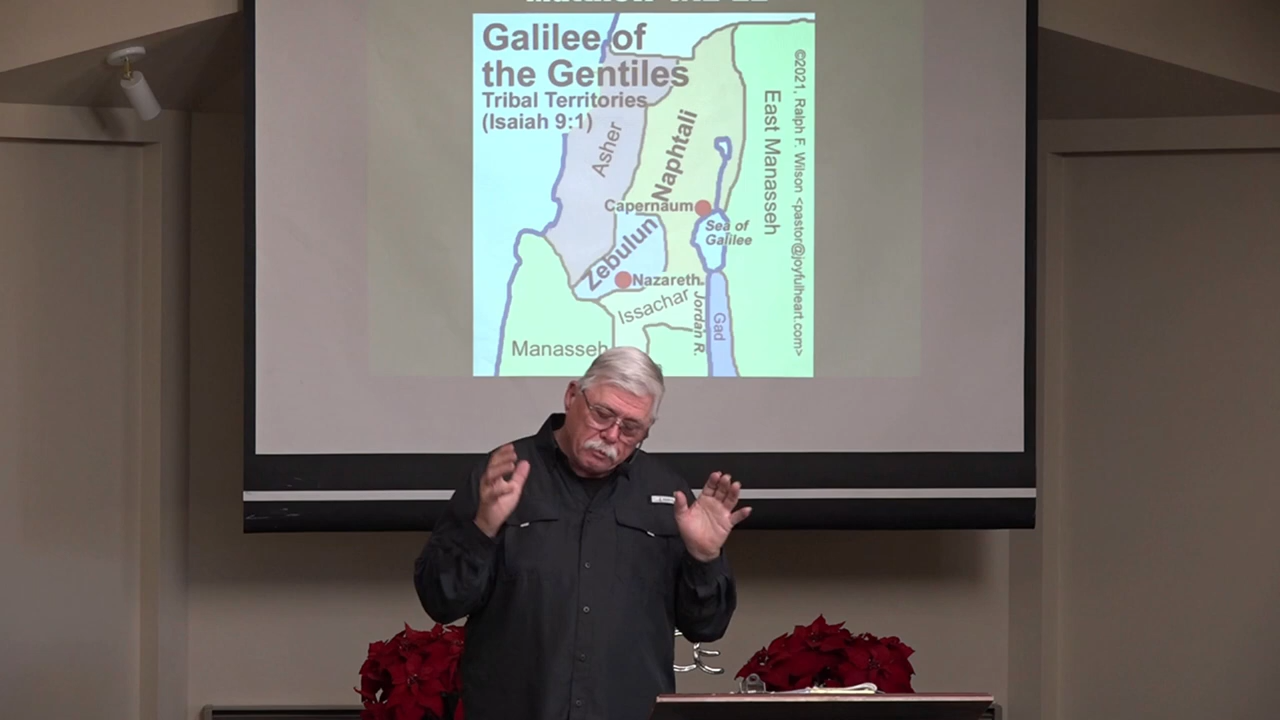 Galilee of
the Gentiles
Tribal Territories
(Isaiah 9:1)
Asher
Naphtali
East Manasseh
©2021, Ralph F. Wilson <pastor@joyfulheart.com>
Capernaum
Sea of
Galilee
Zebulun
Nazareth
Issachar
Jordan R.
Gad
Manasseh